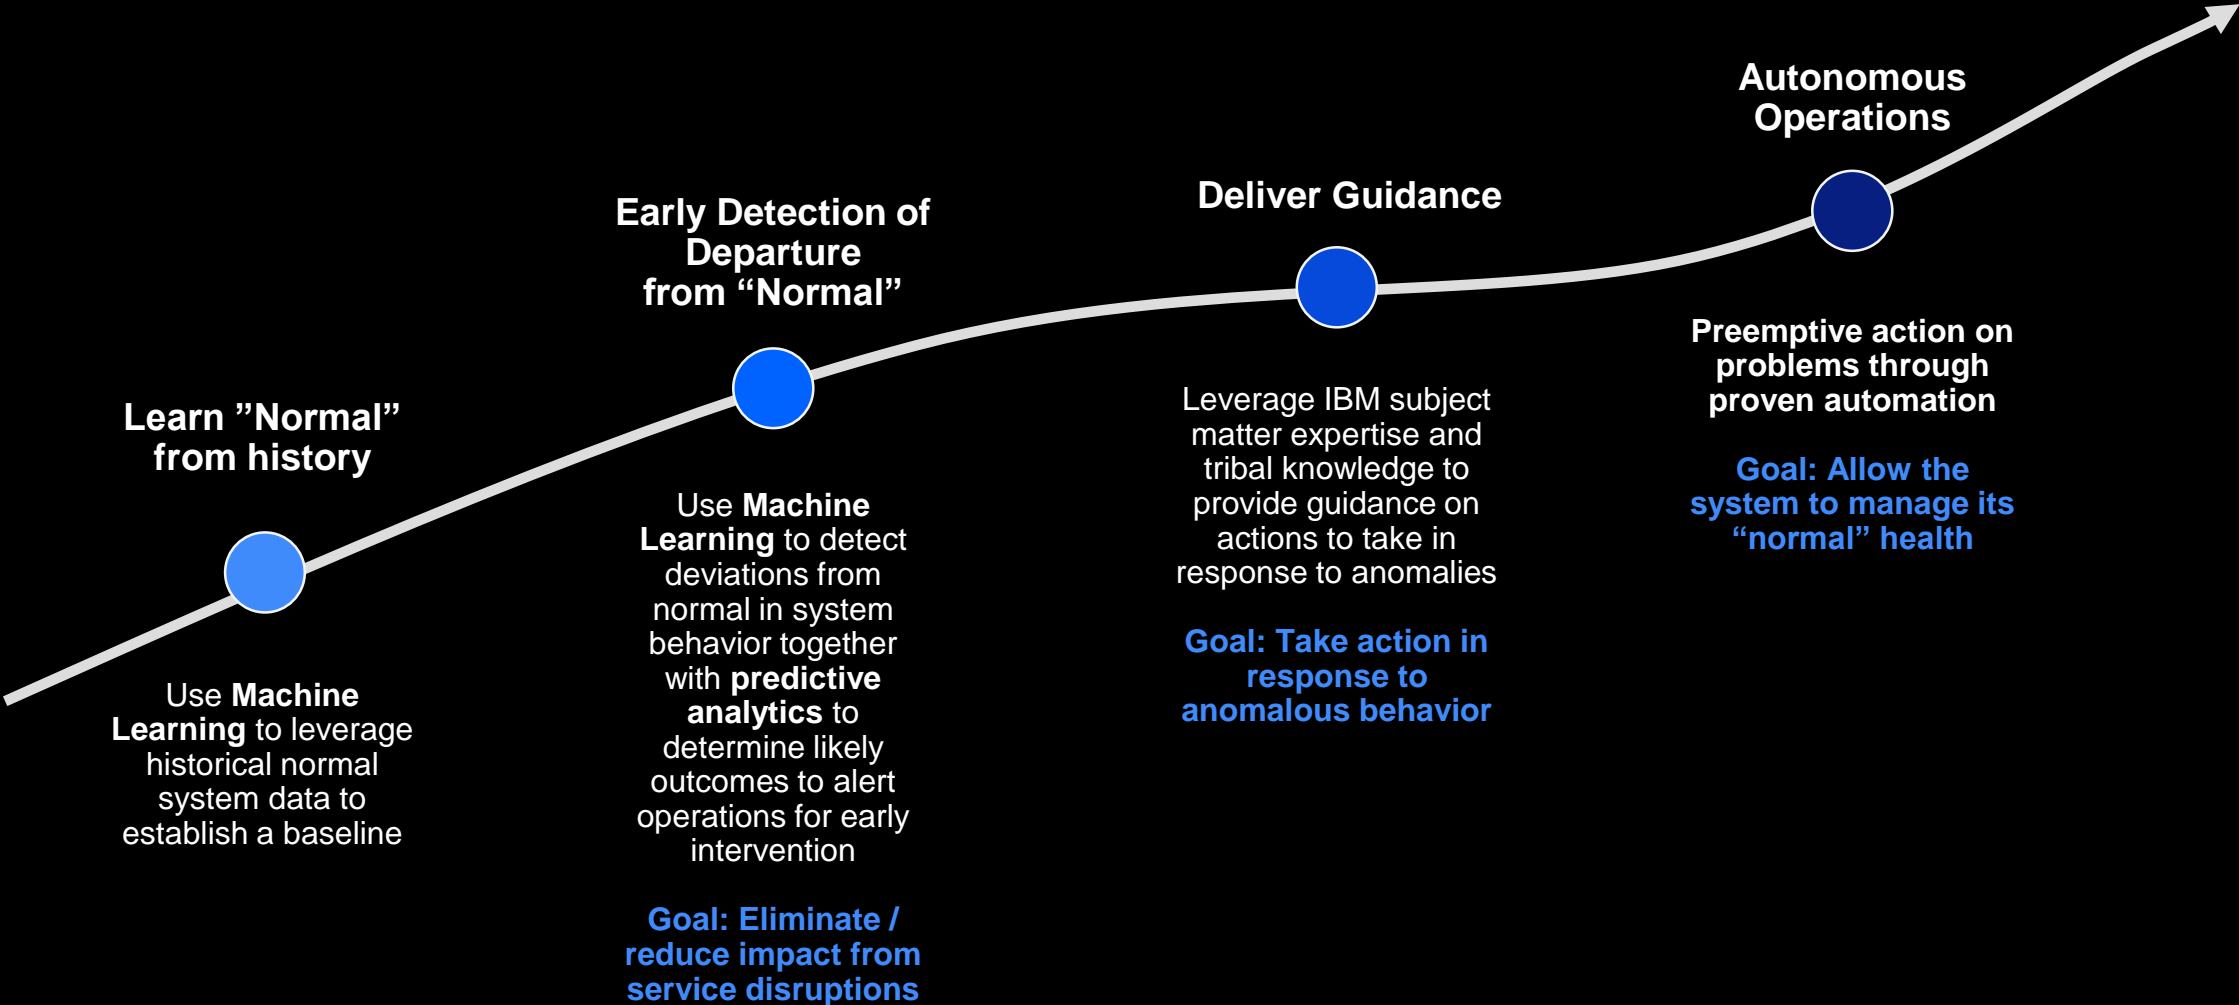 Learn ”Normal”
from history
Use Machine
Learning to leverage
historical normal
system data to
establish a baseline
Early Detection of
Departure
from “Normal”
Use Machine
Learning to detect
deviations from
normal in system
behavior together
with predictive
analytics to
determine likely
outcomes to alert
operations for early
intervention
Goal: Eliminate /
reduce impact from
service disruptions
Deliver Guidance
Leverage IBM subject
matter expertise and
tribal knowledge to
provide guidance on
actions to take in
response to anomalies
Goal: Take action in
response to
anomalous behavior
Autonomous
Operations
Preemptive action on
problems through
proven automation
Goal: Allow the
system to manage its
“normal” health